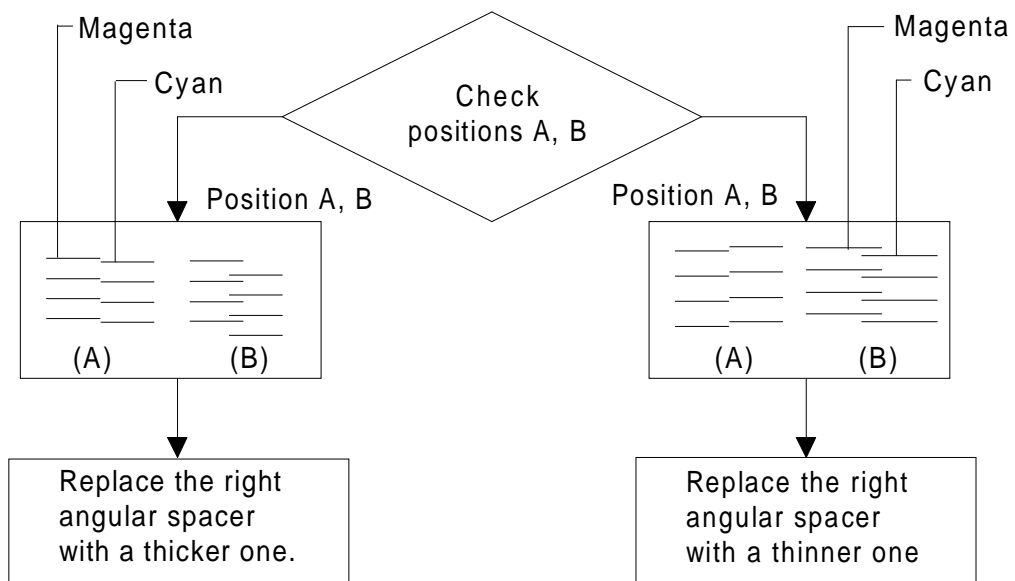 Magenta
Cyan
Check
positions A, B
Magenta
Cyan
Position A, B
Position A, B
(A)
(B)
(A)
(B)
Replace the right
angular spacer
with a thicker one.
Replace the right
angular spacer
with a thinner one